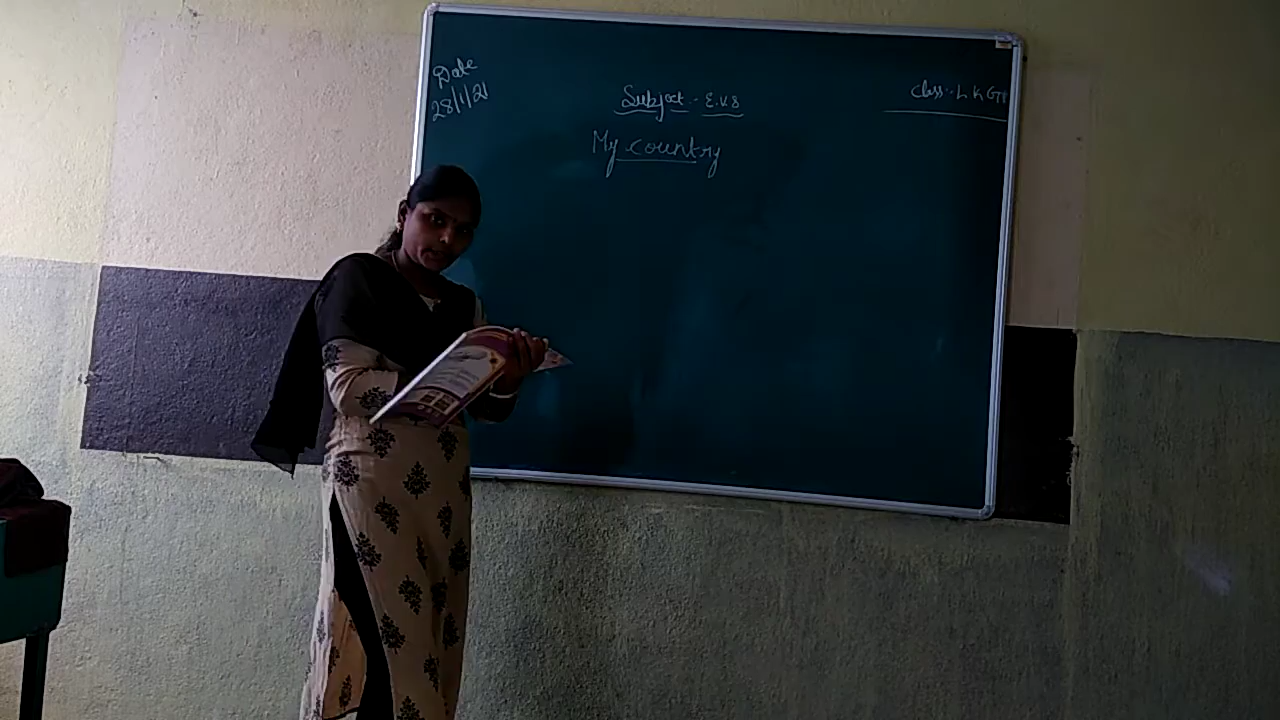 Date
28/1/21
Subject :- E.V.S
Class :- L K G
My country